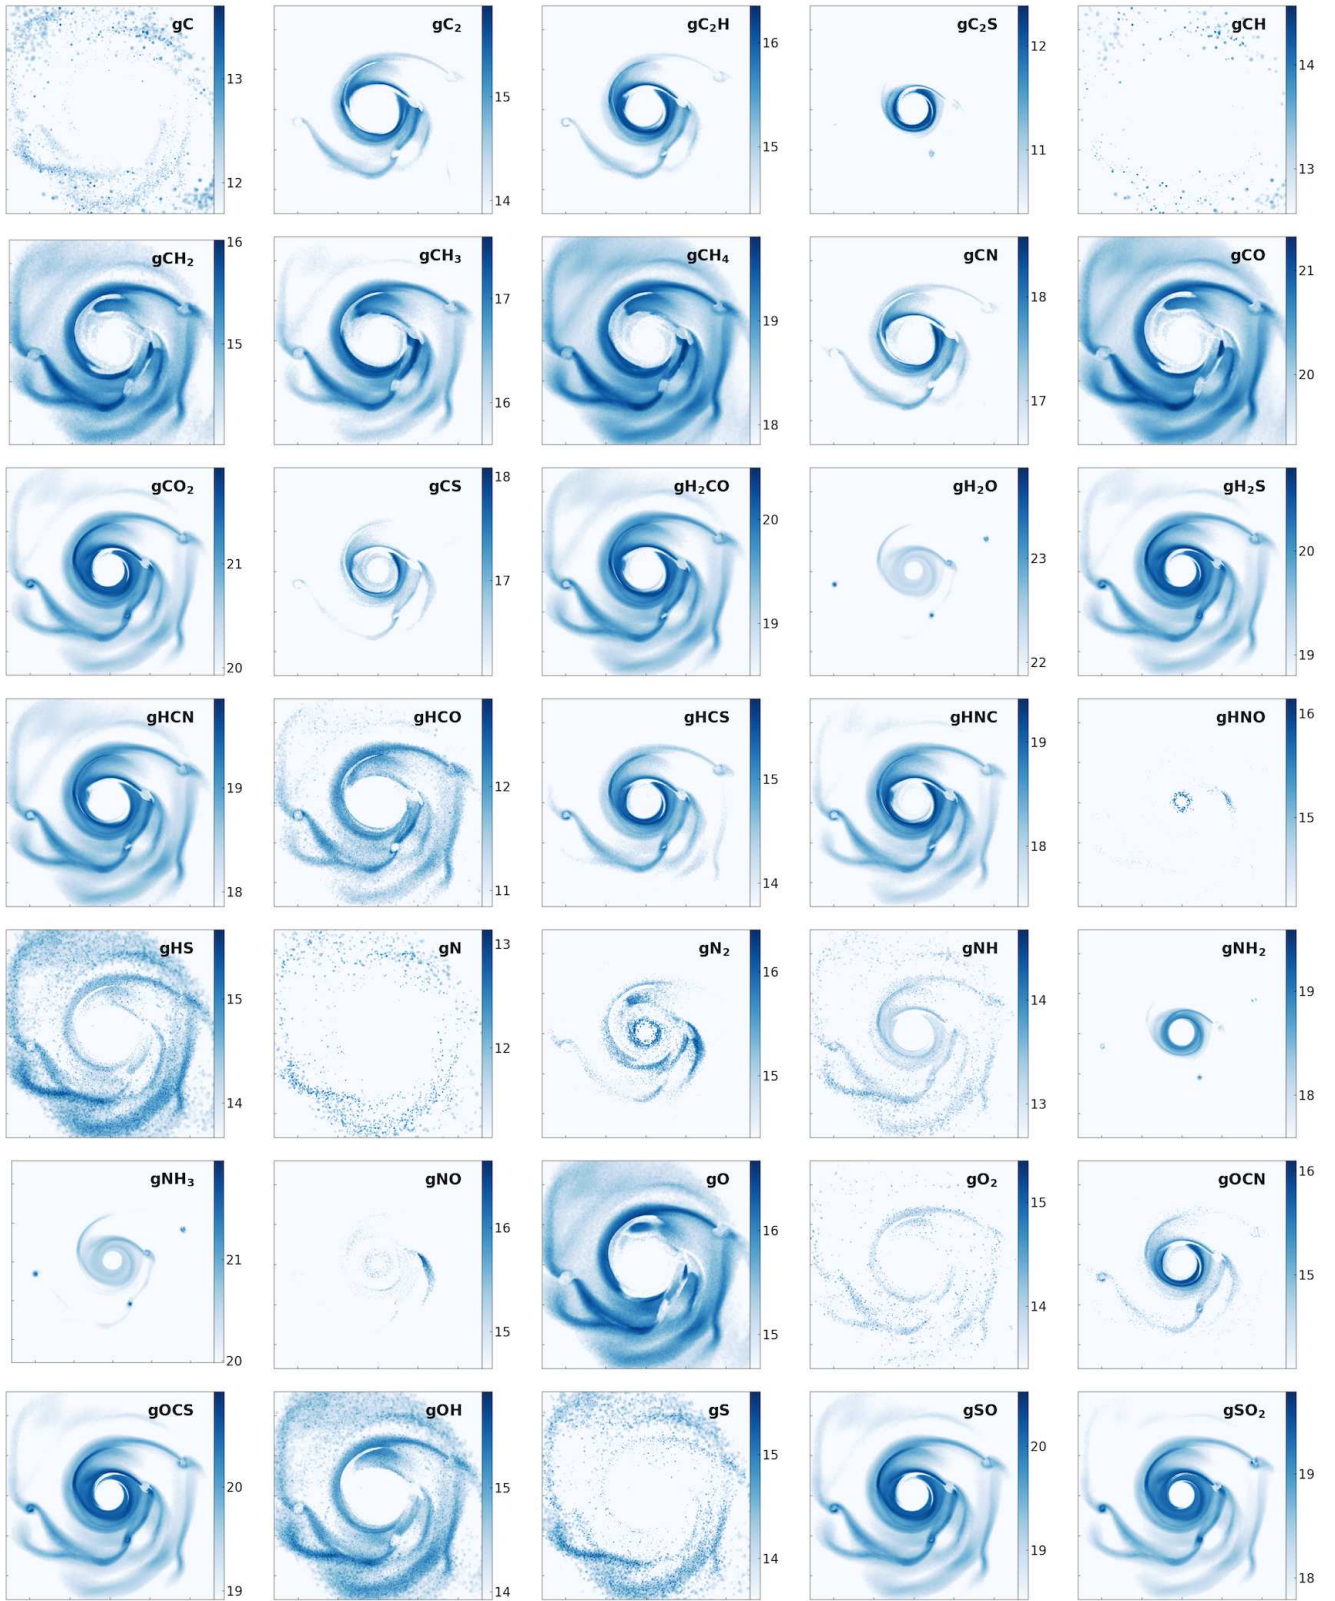 gC
13
12
gC₂
15
14
gC₂H
16
15
gC₂S
12
11
gCH
14
13
gCH₂
16
15
gCH₃
17
16
gCH₄
19
18
gCN
18
17
gCO
21
20
gCO₂
21
20
gCS
18
17
gH₂CO
20
19
gH₂O
23
22
gH₂S
20
19
gHCN
19
18
gHCO
12
11
gHCS
15
14
gHNC
19
18
gHNO
16
15
gHS
15
14
gN
13
12
gN₂
16
15
gNH
14
13
gNH₂
19
18
gNH₃
21
20
gNO
16
15
gO
16
15
gO₂
15
14
gOCN
16
15
gOCS
20
19
gOH
15
14
gS
15
14
gSO
20
19
gSO₂
19
18